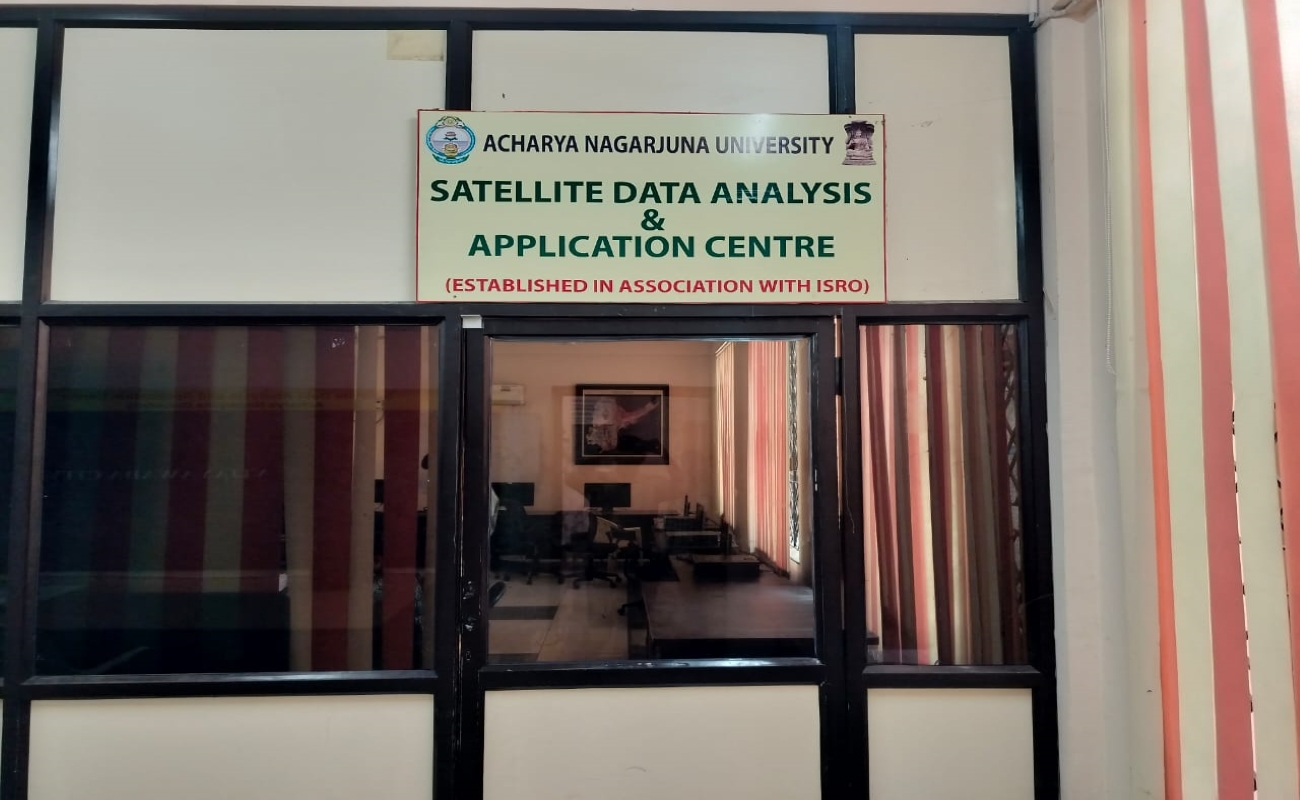 ACHARYA NAGARJUNA UNIVERSITY
SATELLITE DATA ANALYSIS
&
APPLICATION CENTRE
(ESTABLISHED IN ASSOCIATION WITH ISRO)